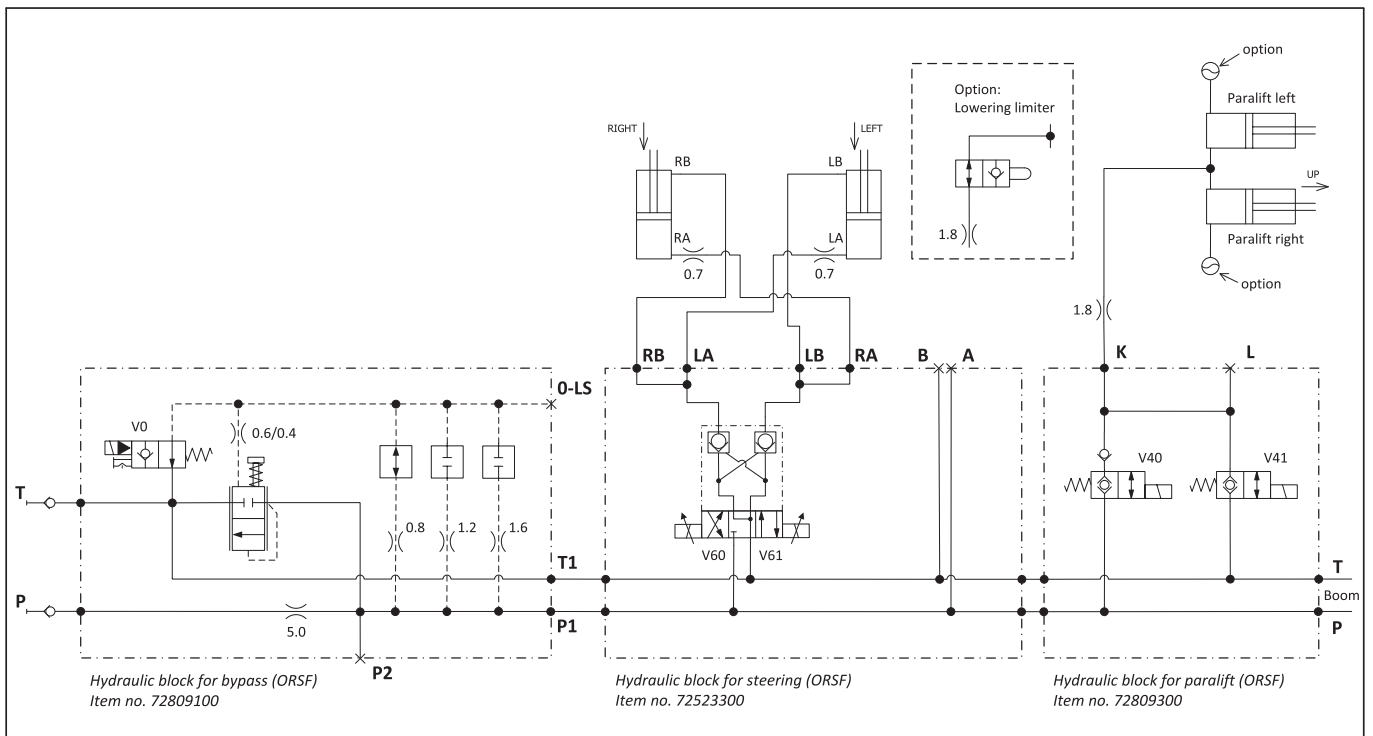 option
Paralift left
UP
Paralift right
option
1.8
Option:
Lowering limiter
1.8
RIGHT
LEFT
RB
LB
RA
LA
0.7
0.7
RB
LA
LB
RA
B
A
K
L
0-LS
V0
0.6/0.4
T
0.8
1.2
1.6
V60
V61
V40
V41
T1
T
Boom
P
P
5.0
P1
P2
Hydraulic block for bypass (ORSF)
Item no. 72809100
Hydraulic block for steering (ORSF)
Item no. 72523300
Hydraulic block for paralift (ORSF)
Item no. 72809300